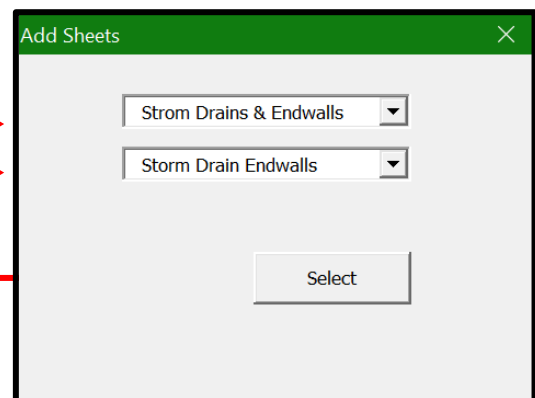 Add Sheets
Strom Drains & Endwalls
Storm Drain Endwalls
Select